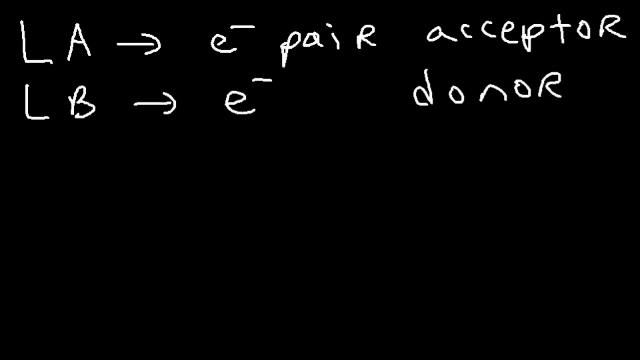 LA → e⁻ pair acceptor
LB → e⁻ donor